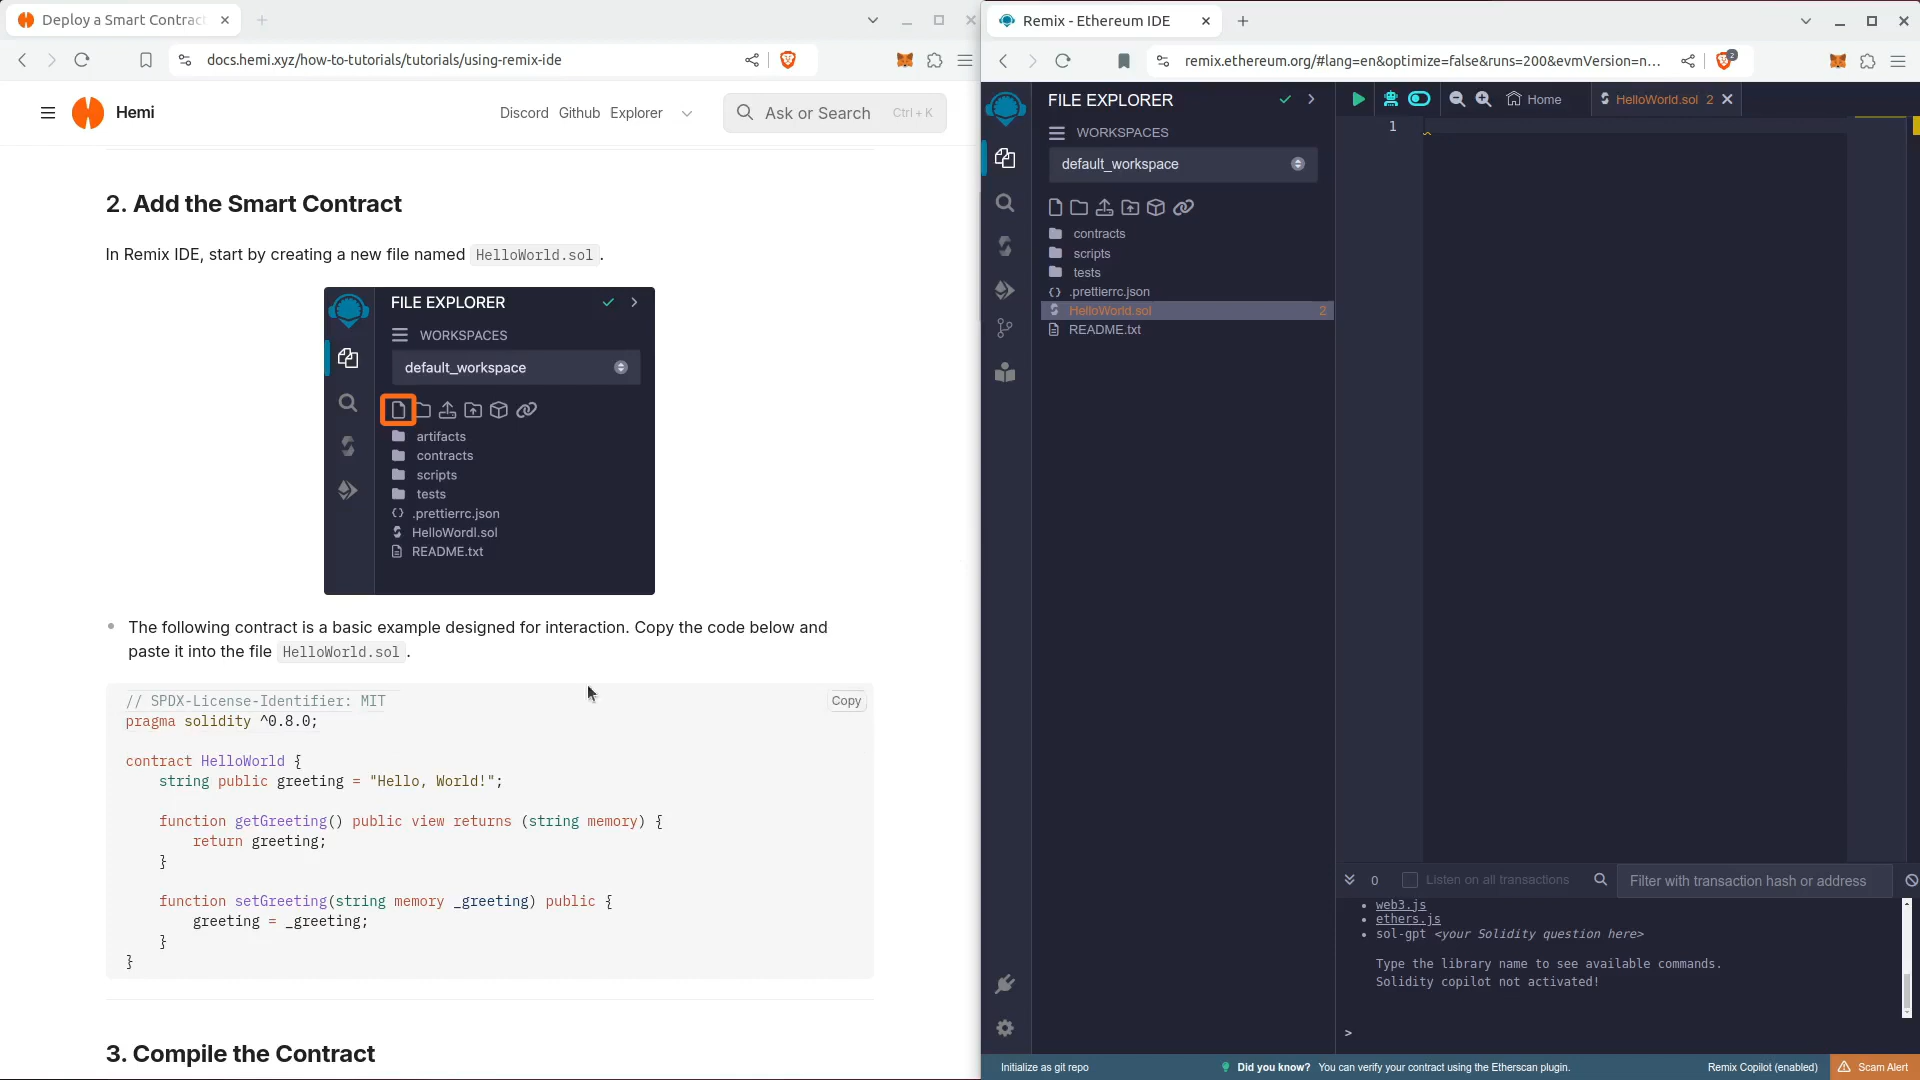 Deploy a Smart Contrac
docs.hemi.xyz/how-to-tutorials/tutorials/using-remix-ide
Hemi
Discord Github Explorer
Ask or Search Ctrl + K
2. Add the Smart Contract
In Remix IDE, start by creating a new file named HelloWorld.sol.
FILE EXPLORER
WORKSPACES
default_workspace
artifacts
contracts
scripts
tests
.prettierrc.json
HelloWordl.sol
README.txt
The following contract is a basic example designed for interaction. Copy the code below and
paste it into the file HelloWorld.sol.
Copy
// SPDX-License-Identifier: MIT
pragma solidity ^0.8.0;
contract HelloWorld {
string public greeting = "Hello, World!";
function getGreeting() public view returns (string memory) {
return greeting;
}
function setGreeting(string memory _greeting) public {
greeting = _greeting;
}
}
3. Compile the Contract
Remix - Ethereum IDE
remix.ethereum.org/#lang=en&optimize=false&runs=200&evmVersion=n...
2
FILE EXPLORER
WORKSPACES
default_workspace
contracts
scripts
tests
.prettierrc.json
HelloWorld.sol 2
README.txt
Home
HelloWorld.sol 2
1
0 Listen on all transactions
Filter with transaction hash or address
web3.js
ethers.js
sol-gpt <your Solidity question here>
Type the library name to see available commands.
Solidity copilot not activated!
>
Initialize as git repo
Did you know? You can verify your contract using the Etherscan plugin.
Remix Copilot (enabled)
Scam Alert